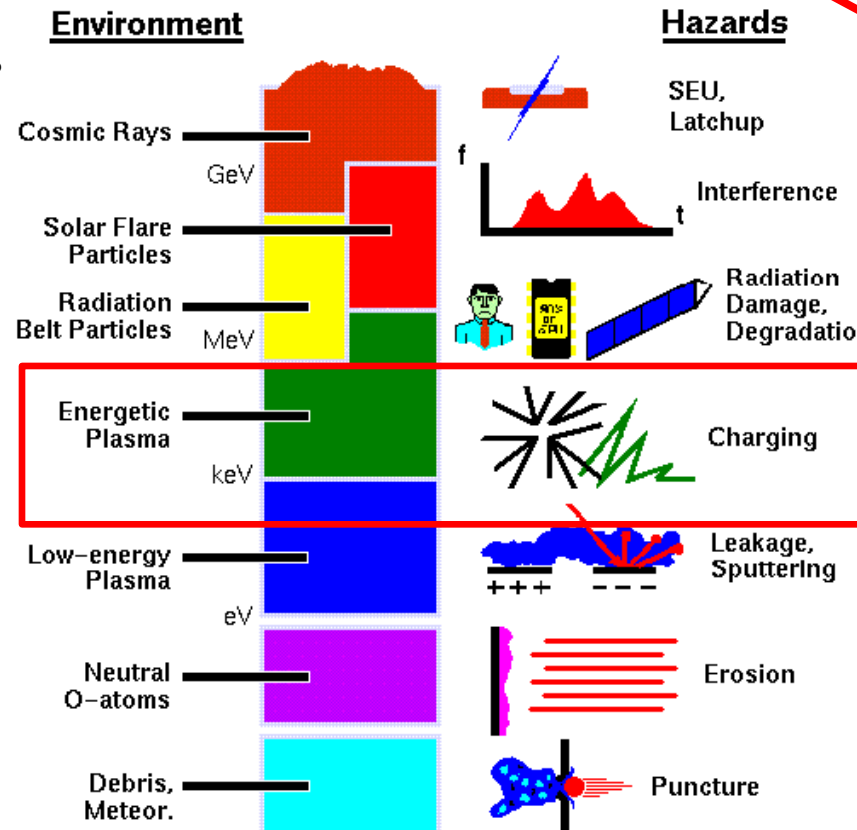 Environment
Hazards
Cosmic Rays
SEU,
Latchup
GeV
f
Interference
t
Solar Flare
Particles
Radiation
Belt Particles
MeV
Radiation
Damage,
Degradatio
Energetic
Plasma
Charging
keV
Low-energy
Plasma
Leakage,
Sputtering
+ + +
- - -
eV
Neutral
O-atoms
Erosion
Debris,
Meteor.
Puncture